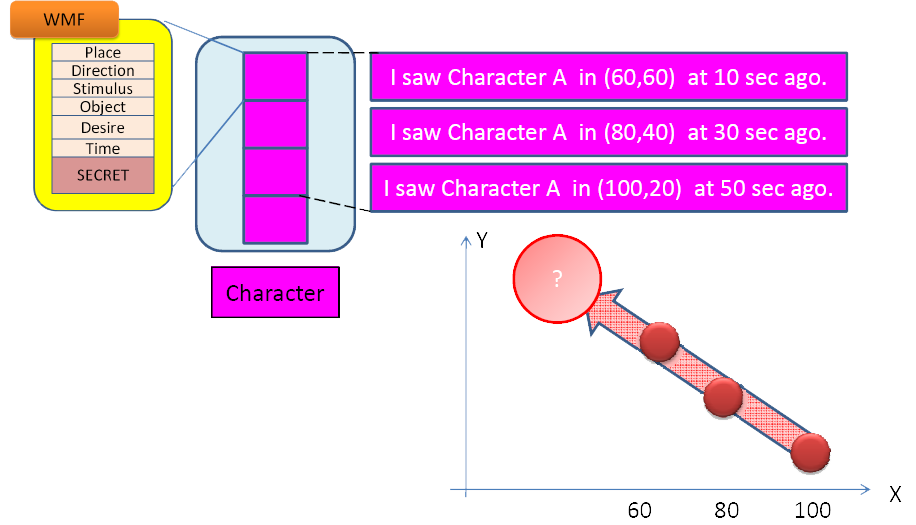 WMF
Place
Direction
Stimulus
Object
Desire
Time
SECRET
I saw Character A in (60,60) at 10 sec ago.
I saw Character A in (80,40) at 30 sec ago.
I saw Character A in (100,20) at 50 sec ago.
Character
Y
?
X
60 80 100